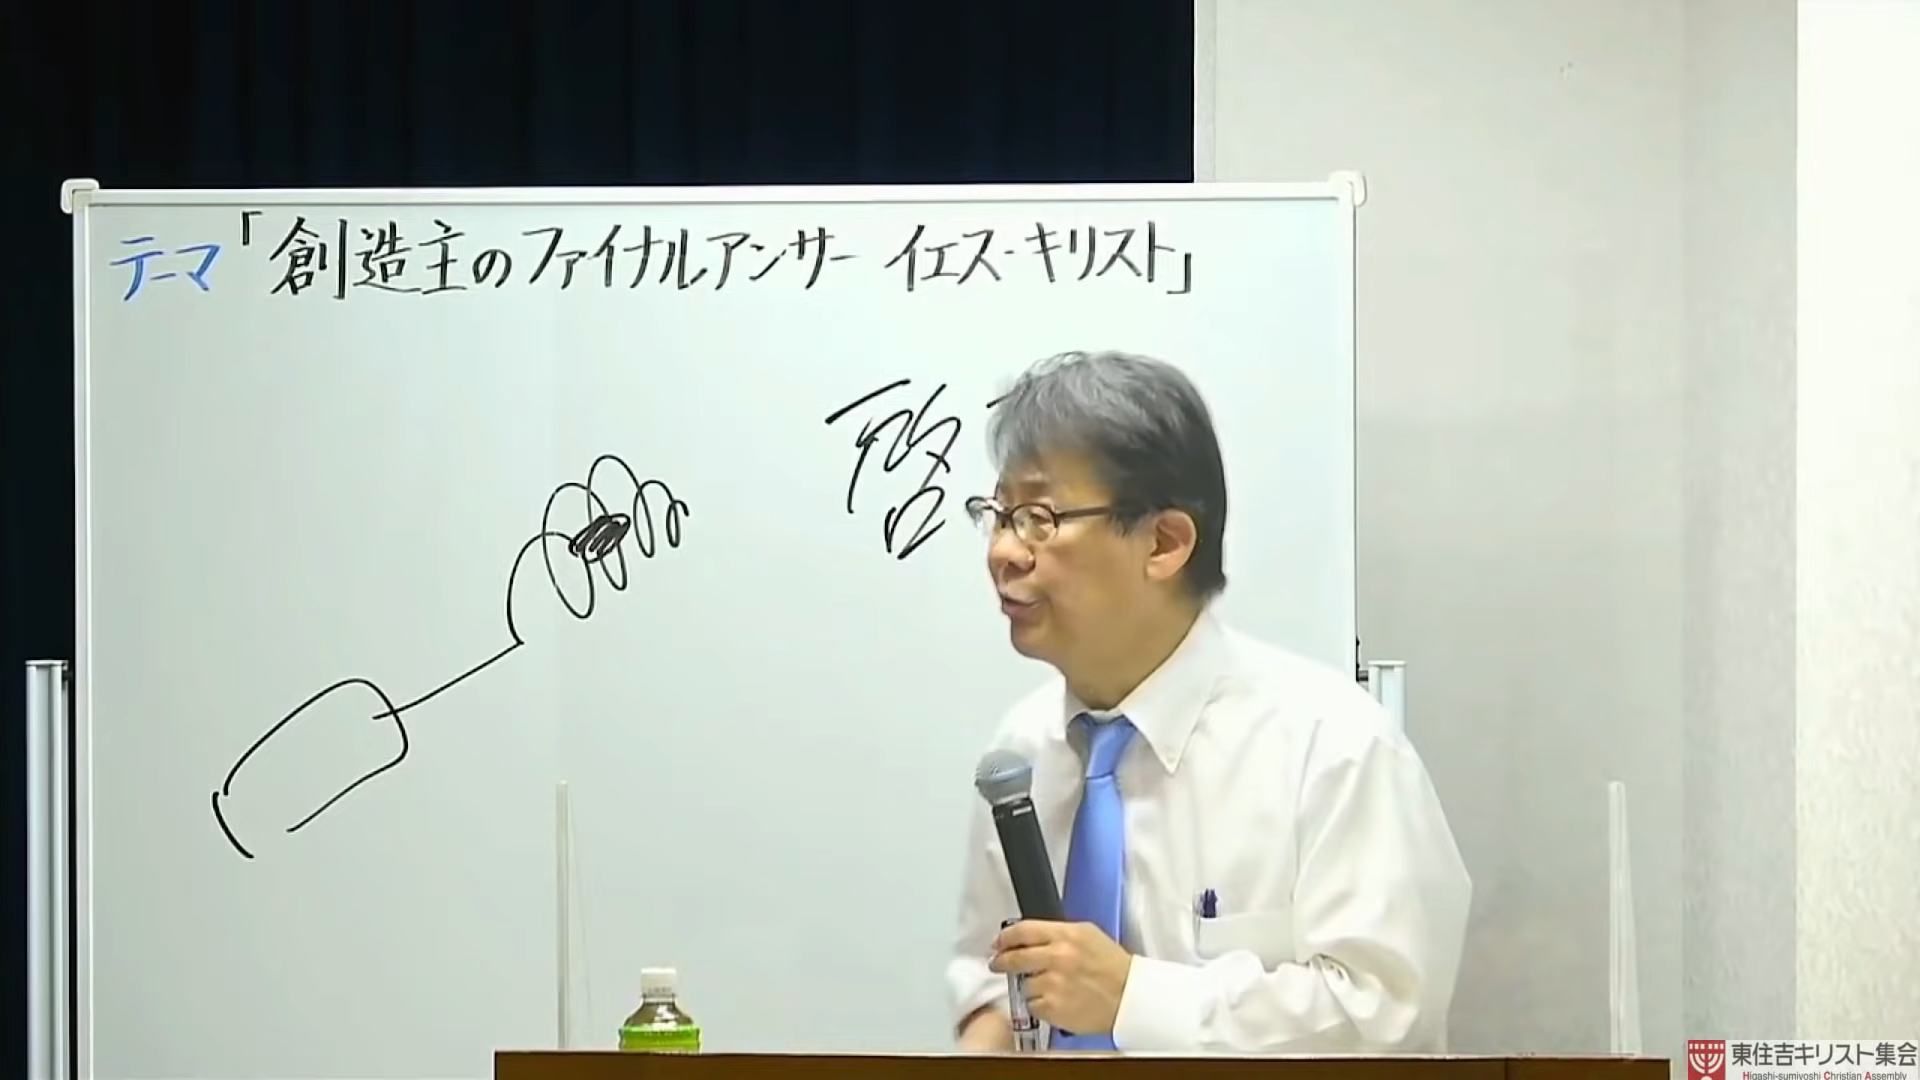 テーマ「創造主のファイナルアンサー イエス・キリスト」
啓
東住吉キリスト集会
Higashi-sumiyoshi Christian Assembly